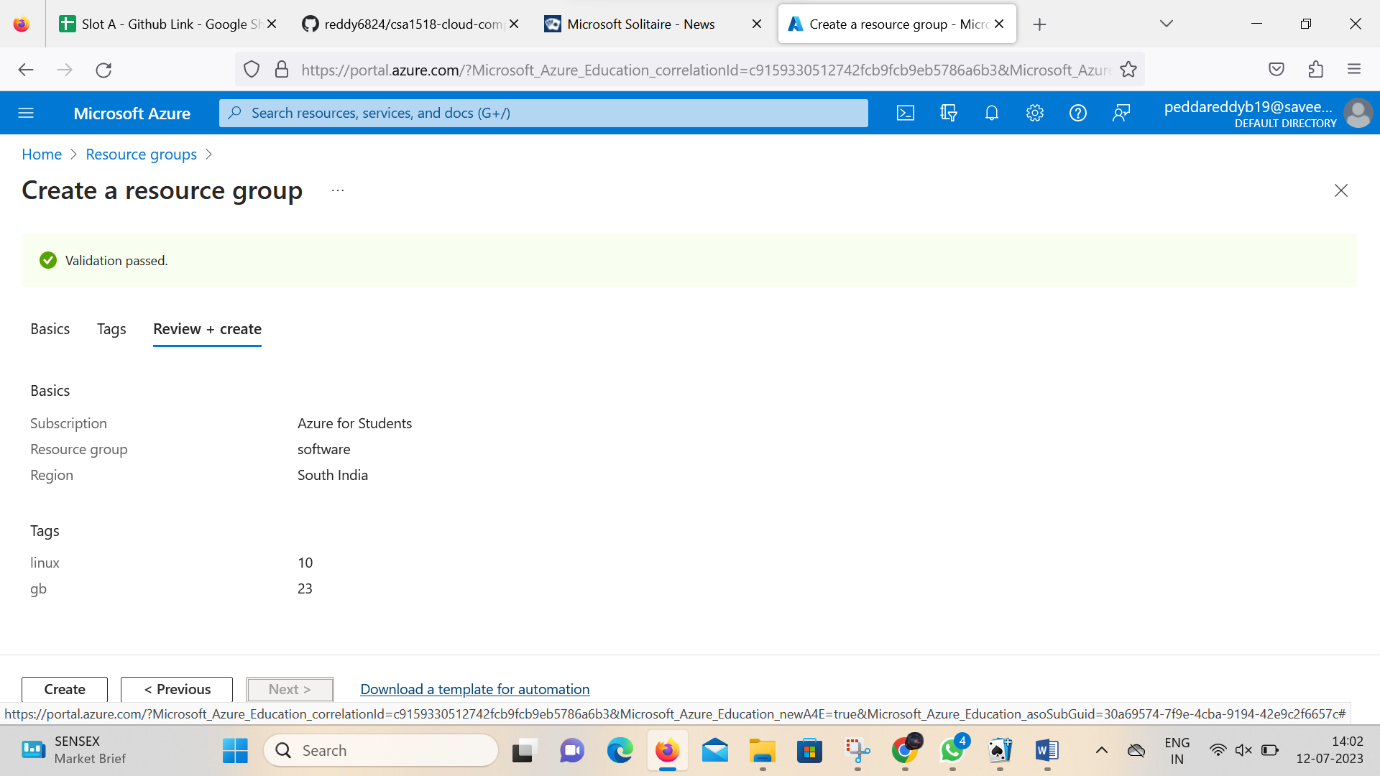 Slot A - Github Link - Google Sh
reddy6824/csa1518-cloud-com
Microsoft Solitaire - News
Create a resource group - Micro
https://portal.azure.com/?Microsoft_Azure_Education_correlationId=c9159330512742fcb9fcb9eb5786a6b3&Microsoft_Azur
Microsoft Azure
Search resources, services, and docs (G+/)
peddareddyb19@savee...
DEFAULT DIRECTORY
Home > Resource groups >
Create a resource group ...
Validation passed.
Basics Tags Review + create
Basics
Subscription Azure for Students
Resource group software
Region South India
Tags
linux 10
gb 23
Create < Previous Next > Download a template for automation
https://portal.azure.com/?Microsoft_Azure_Education_correlationId=c9159330512742fcb9fcb9eb5786a6b3&Microsoft_Azure_Education_newA4E=true&Microsoft_Azure_Education_asoSubGuid=30a69574-7f9e-4cba-9194-42e9c2f6657c#
SENSEX
Market Brief
Search
4
ENG
IN
14:02
12-07-2023